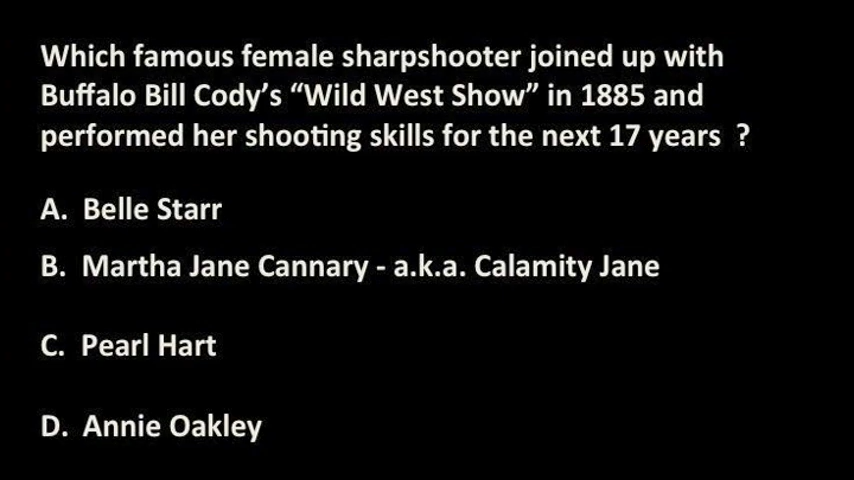 Which famous female sharpshooter joined up with
Buffalo Bill Cody’s “Wild West Show” in 1885 and
performed her shooting skills for the next 17 years  ?
A.  Belle Starr
B.  Martha Jane Cannary - a.k.a. Calamity Jane
C.  Pearl Hart
D.  Annie Oakley